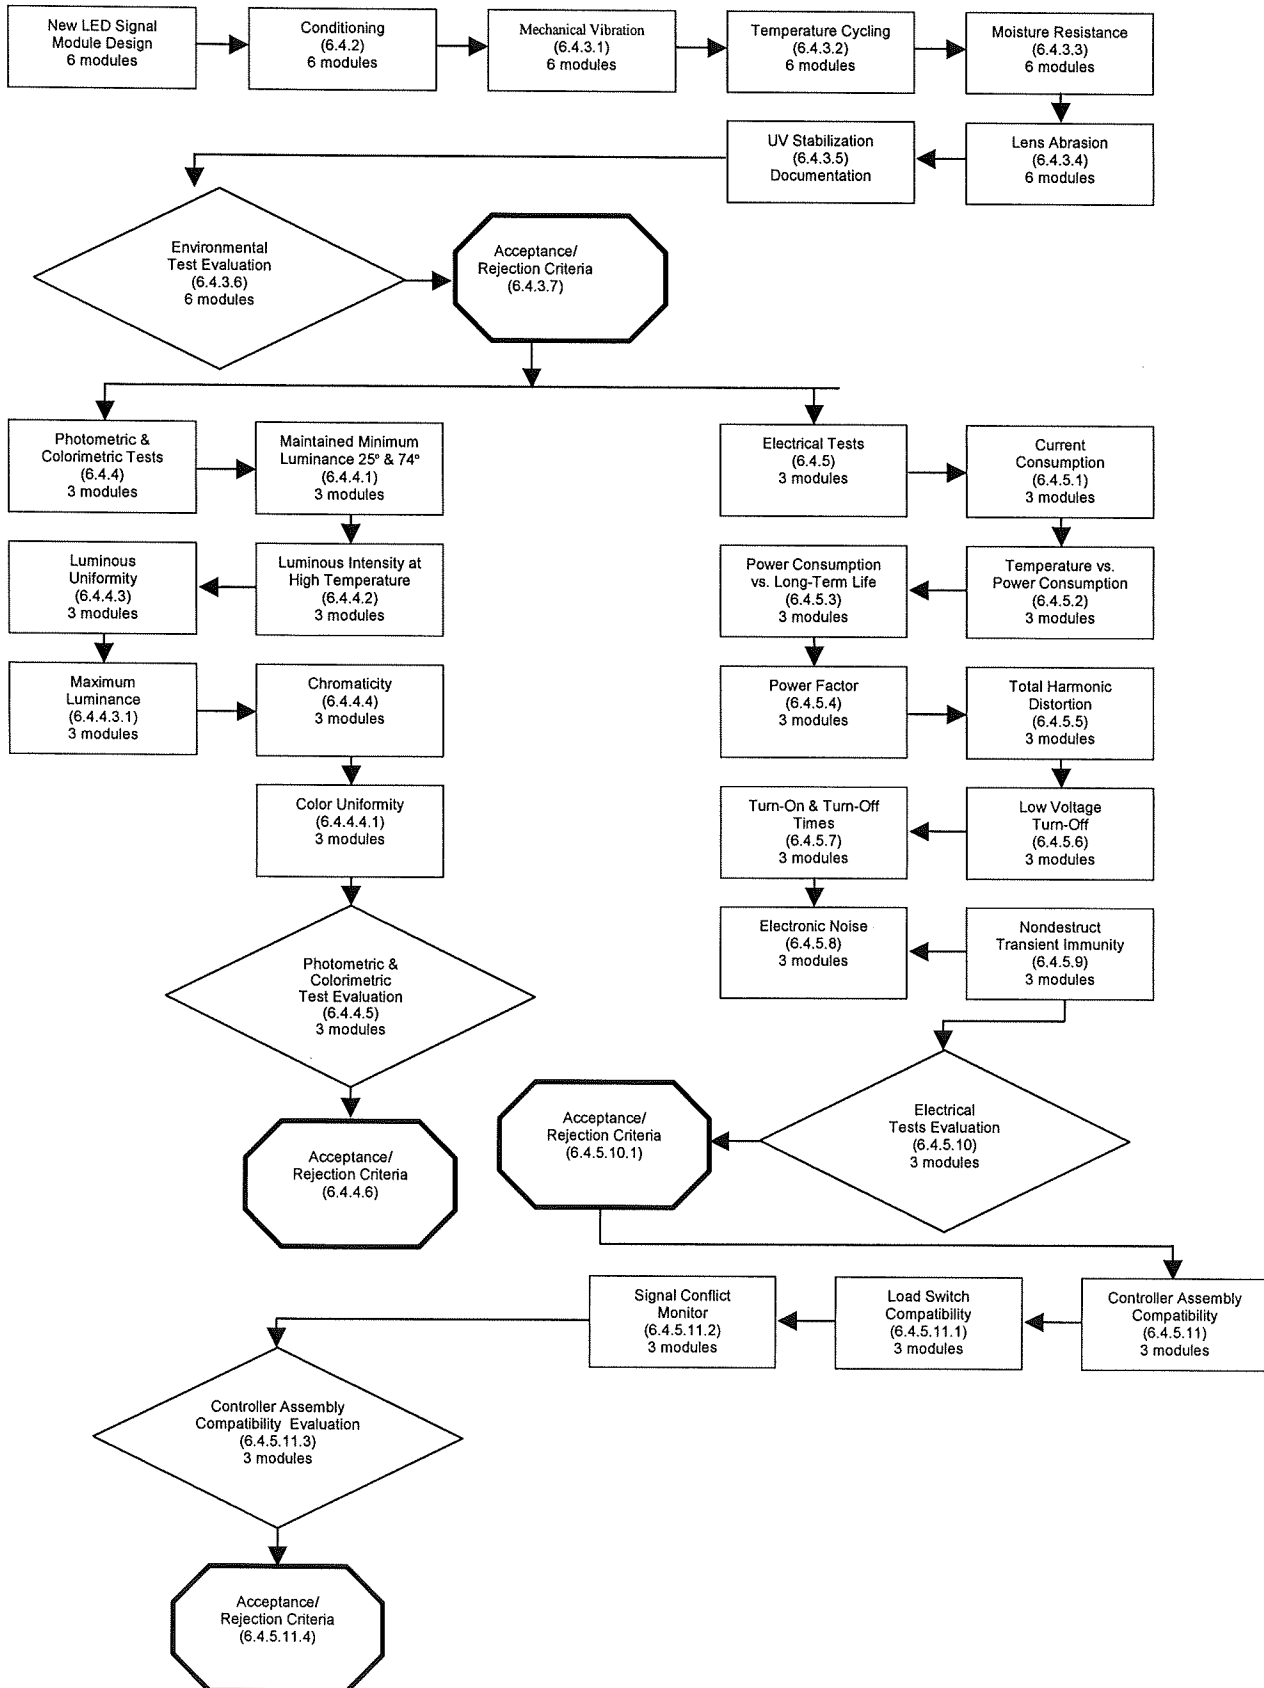 New LED Signal
Module Design
6 modules
Conditioning
(6.4.2)
6 modules
Mechanical Vibration
(6.4.3.1)
6 modules
Temperature Cycling
(6.4.3.2)
6 modules
Moisture Resistance
(6.4.3.3)
6 modules
Lens Abrasion
(6.4.3.4)
6 modules
UV Stabilization
(6.4.3.5)
Documentation
Environmental
Test Evaluation
(6.4.3.6)
6 modules
Acceptance/
Rejection Criteria
(6.4.3.7)
Photometric &
Colorimetric Tests
(6.4.4)
3 modules
Maintained Minimum
Luminance 25º & 74º
(6.4.4.1)
3 modules
Luminous Intensity at
High Temperature
(6.4.4.2)
3 modules
Luminous
Uniformity
(6.4.4.3)
3 modules
Maximum
Luminance
(6.4.4.3.1)
3 modules
Chromaticity
(6.4.4.4)
3 modules
Color Uniformity
(6.4.4.4.1)
3 modules
Photometric &
Colorimetric
Test Evaluation
(6.4.4.5)
3 modules
Acceptance/
Rejection Criteria
(6.4.4.6)
Electrical Tests
(6.4.5)
3 modules
Current
Consumption
(6.4.5.1)
3 modules
Temperature vs.
Power Consumption
(6.4.5.2)
3 modules
Power Consumption
vs. Long-Term Life
(6.4.5.3)
3 modules
Power Factor
(6.4.5.4)
3 modules
Total Harmonic
Distortion
(6.4.5.5)
3 modules
Low Voltage
Turn-Off
(6.4.5.6)
3 modules
Turn-On & Turn-Off
Times
(6.4.5.7)
3 modules
Electronic Noise
(6.4.5.8)
3 modules
Nondestruct
Transient Immunity
(6.4.5.9)
3 modules
Electrical
Tests Evaluation
(6.4.5.10)
3 modules
Acceptance/
Rejection Criteria
(6.4.5.10.1)
Controller Assembly
Compatibility
(6.4.5.11)
3 modules
Load Switch
Compatibility
(6.4.5.11.1)
3 modules
Signal Conflict
Monitor
(6.4.5.11.2)
3 modules
Controller Assembly
Compatibility Evaluation
(6.4.5.11.3)
3 modules
Acceptance/
Rejection Criteria
(6.4.5.11.4)